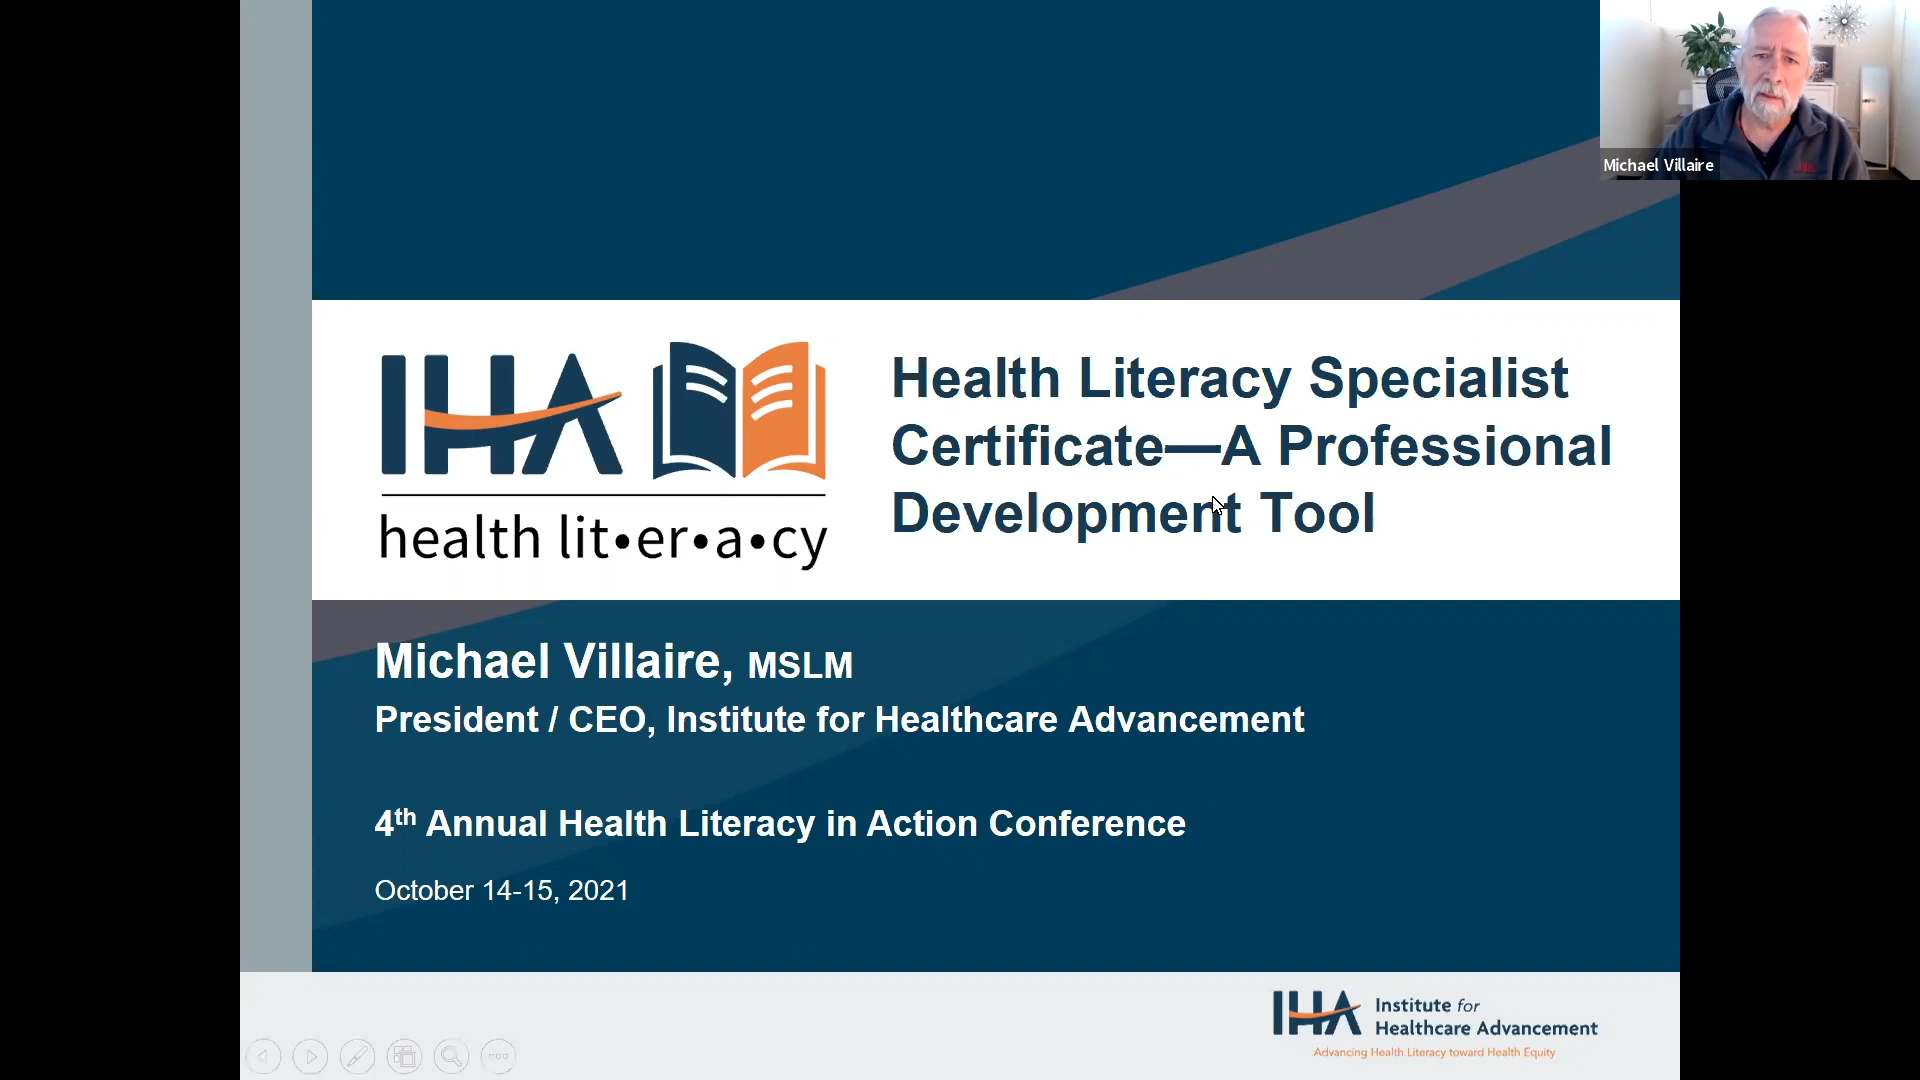 Michael Villaire
IHA
health lit•er•a•cy
Health Literacy Specialist
Certificate—A Professional
Development Tool
Michael Villaire, MSLM
President / CEO, Institute for Healthcare Advancement
4th Annual Health Literacy in Action Conference
October 14-15, 2021
IHA
Institute for
Healthcare Advancement
Advancing Health Literacy toward Health Equity